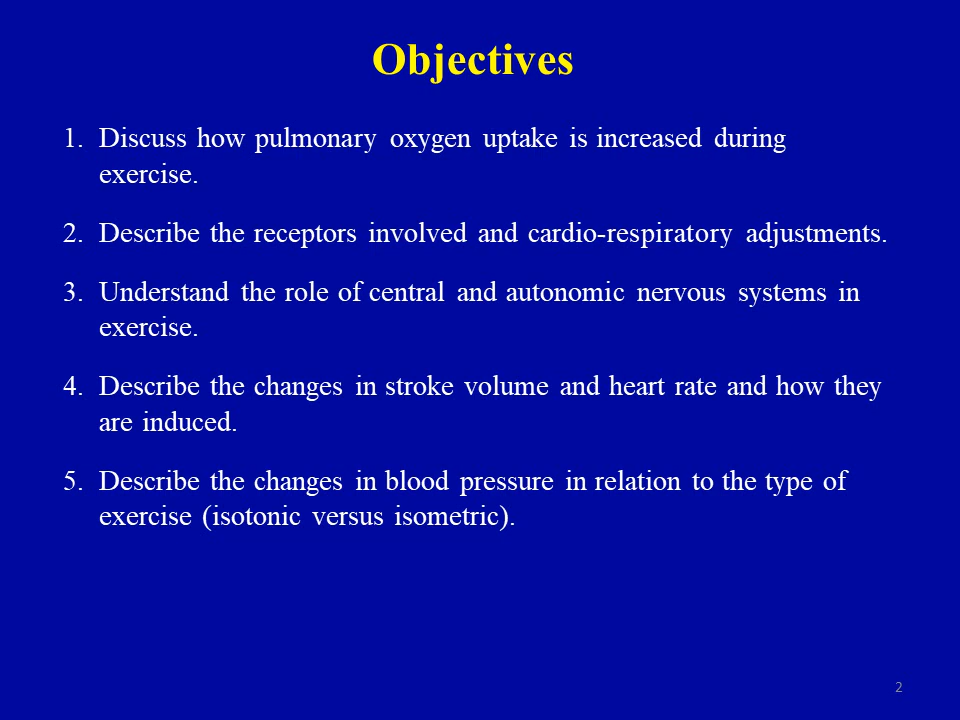 Objectives
1. Discuss how pulmonary oxygen uptake is increased during
exercise.
2. Describe the receptors involved and cardio-respiratory adjustments.
3. Understand the role of central and autonomic nervous systems in
exercise.
4. Describe the changes in stroke volume and heart rate and how they
are induced.
5. Describe the changes in blood pressure in relation to the type of
exercise (isotonic versus isometric).
2